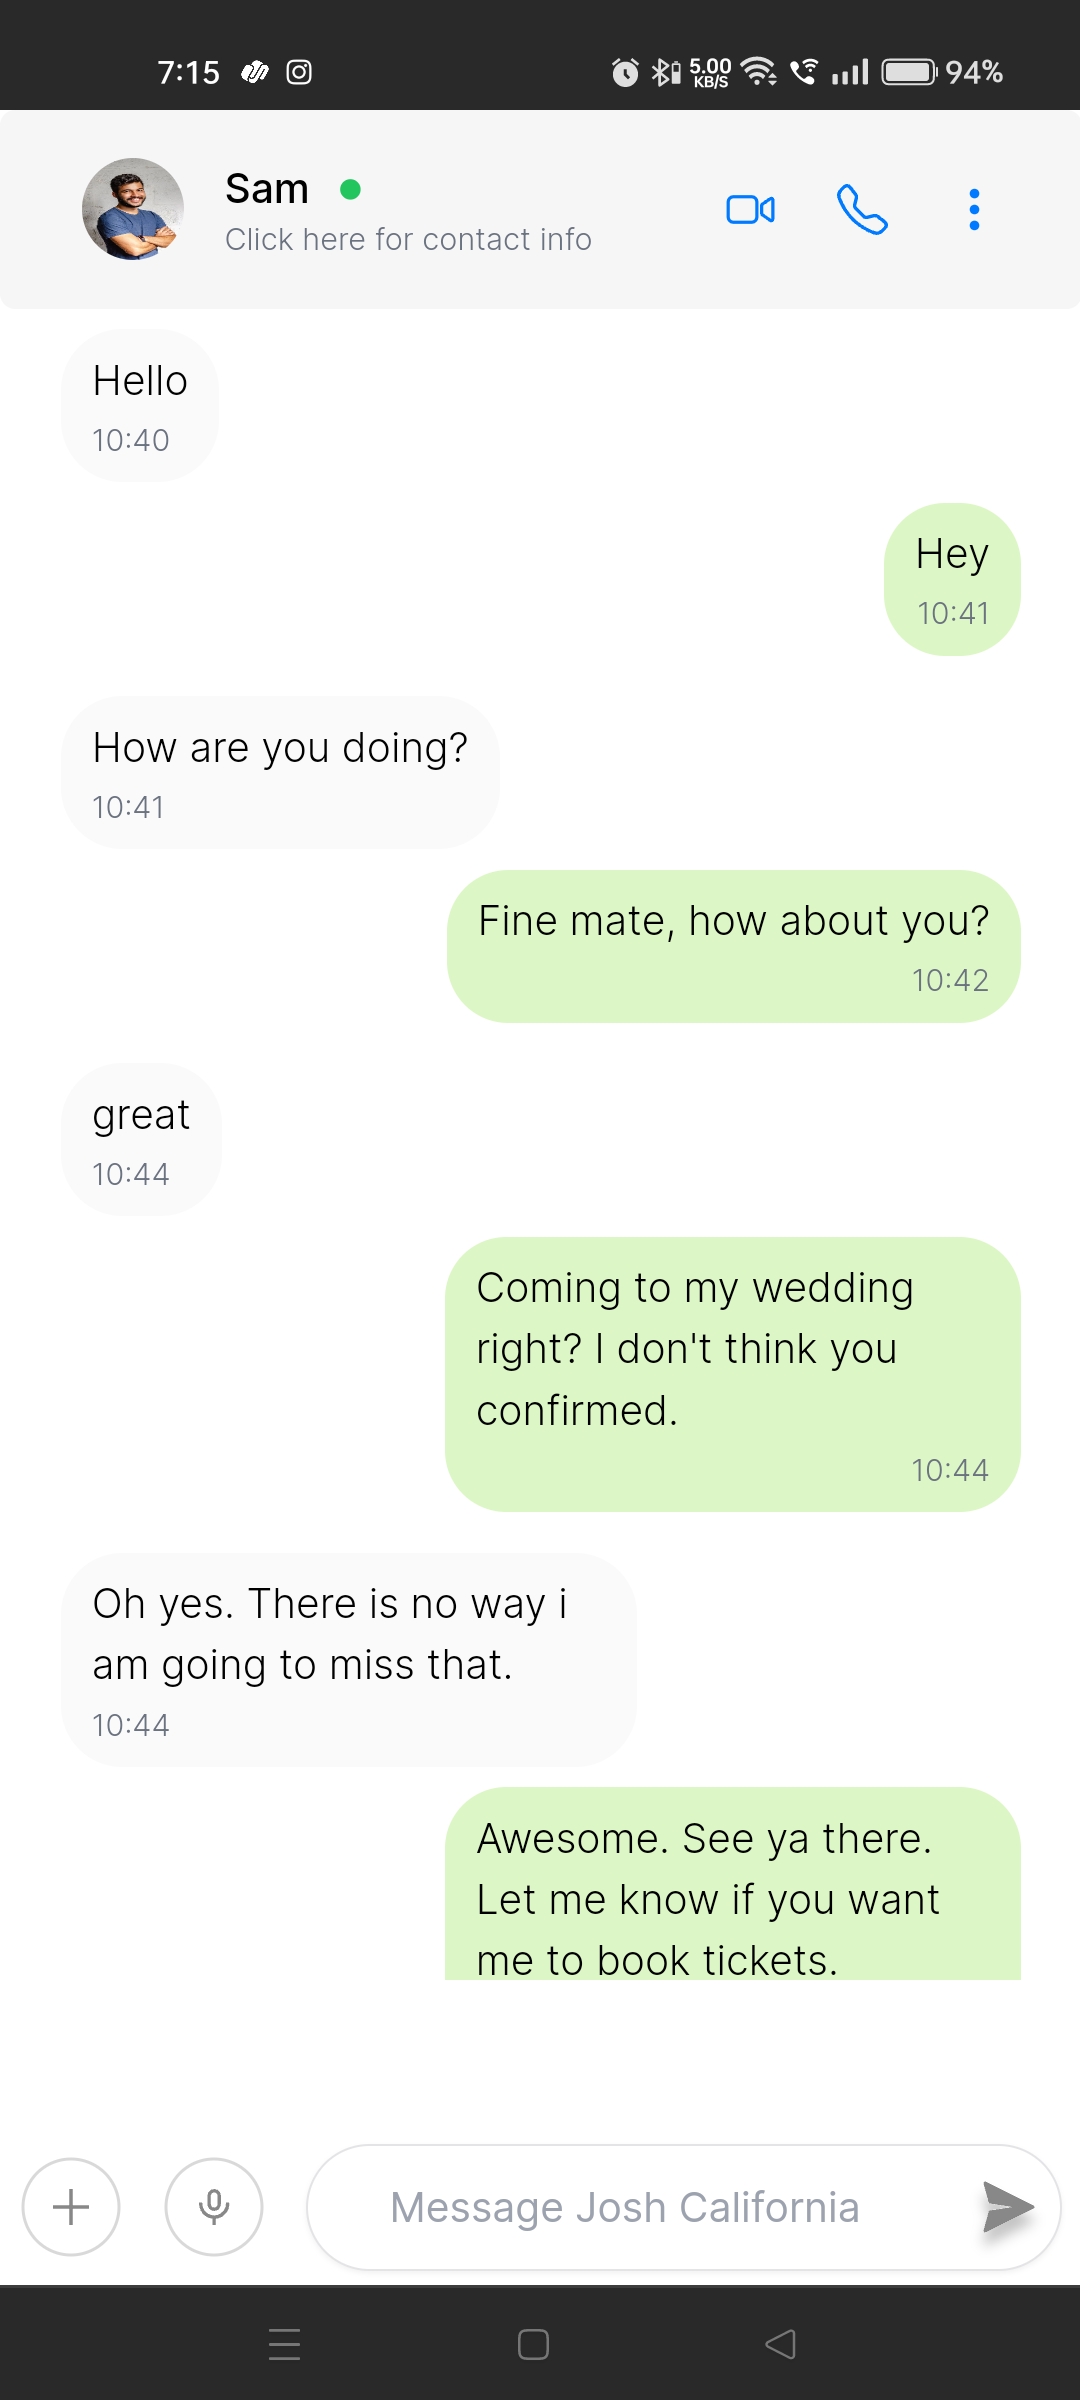 7:15
5.00
KB/S
94%
Sam
Click here for contact info
Hello
10:40
Hey
10:41
How are you doing?
10:41
Fine mate, how about you?
10:42
great
10:44
Coming to my wedding
right? I don't think you
confirmed.
10:44
Oh yes. There is no way i
am going to miss that.
10:44
Awesome. See ya there.
Let me know if you want
me to book tickets.
Message Josh California